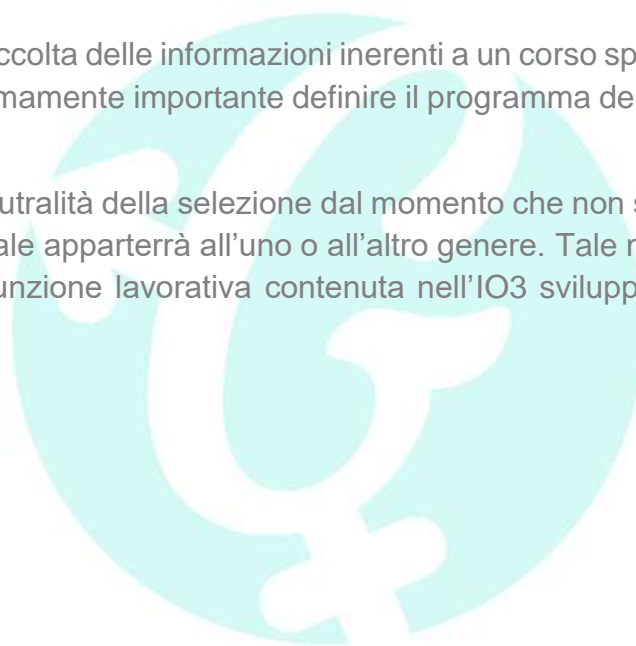 ccolta delle informazioni inerenti a un corso sp
mamente importante definire il programma de
utralità della selezione dal momento che non s
ale apparterrà all'uno o all'altro genere. Tale r
unzione lavorativa contenuta nell'IO3 svilupp